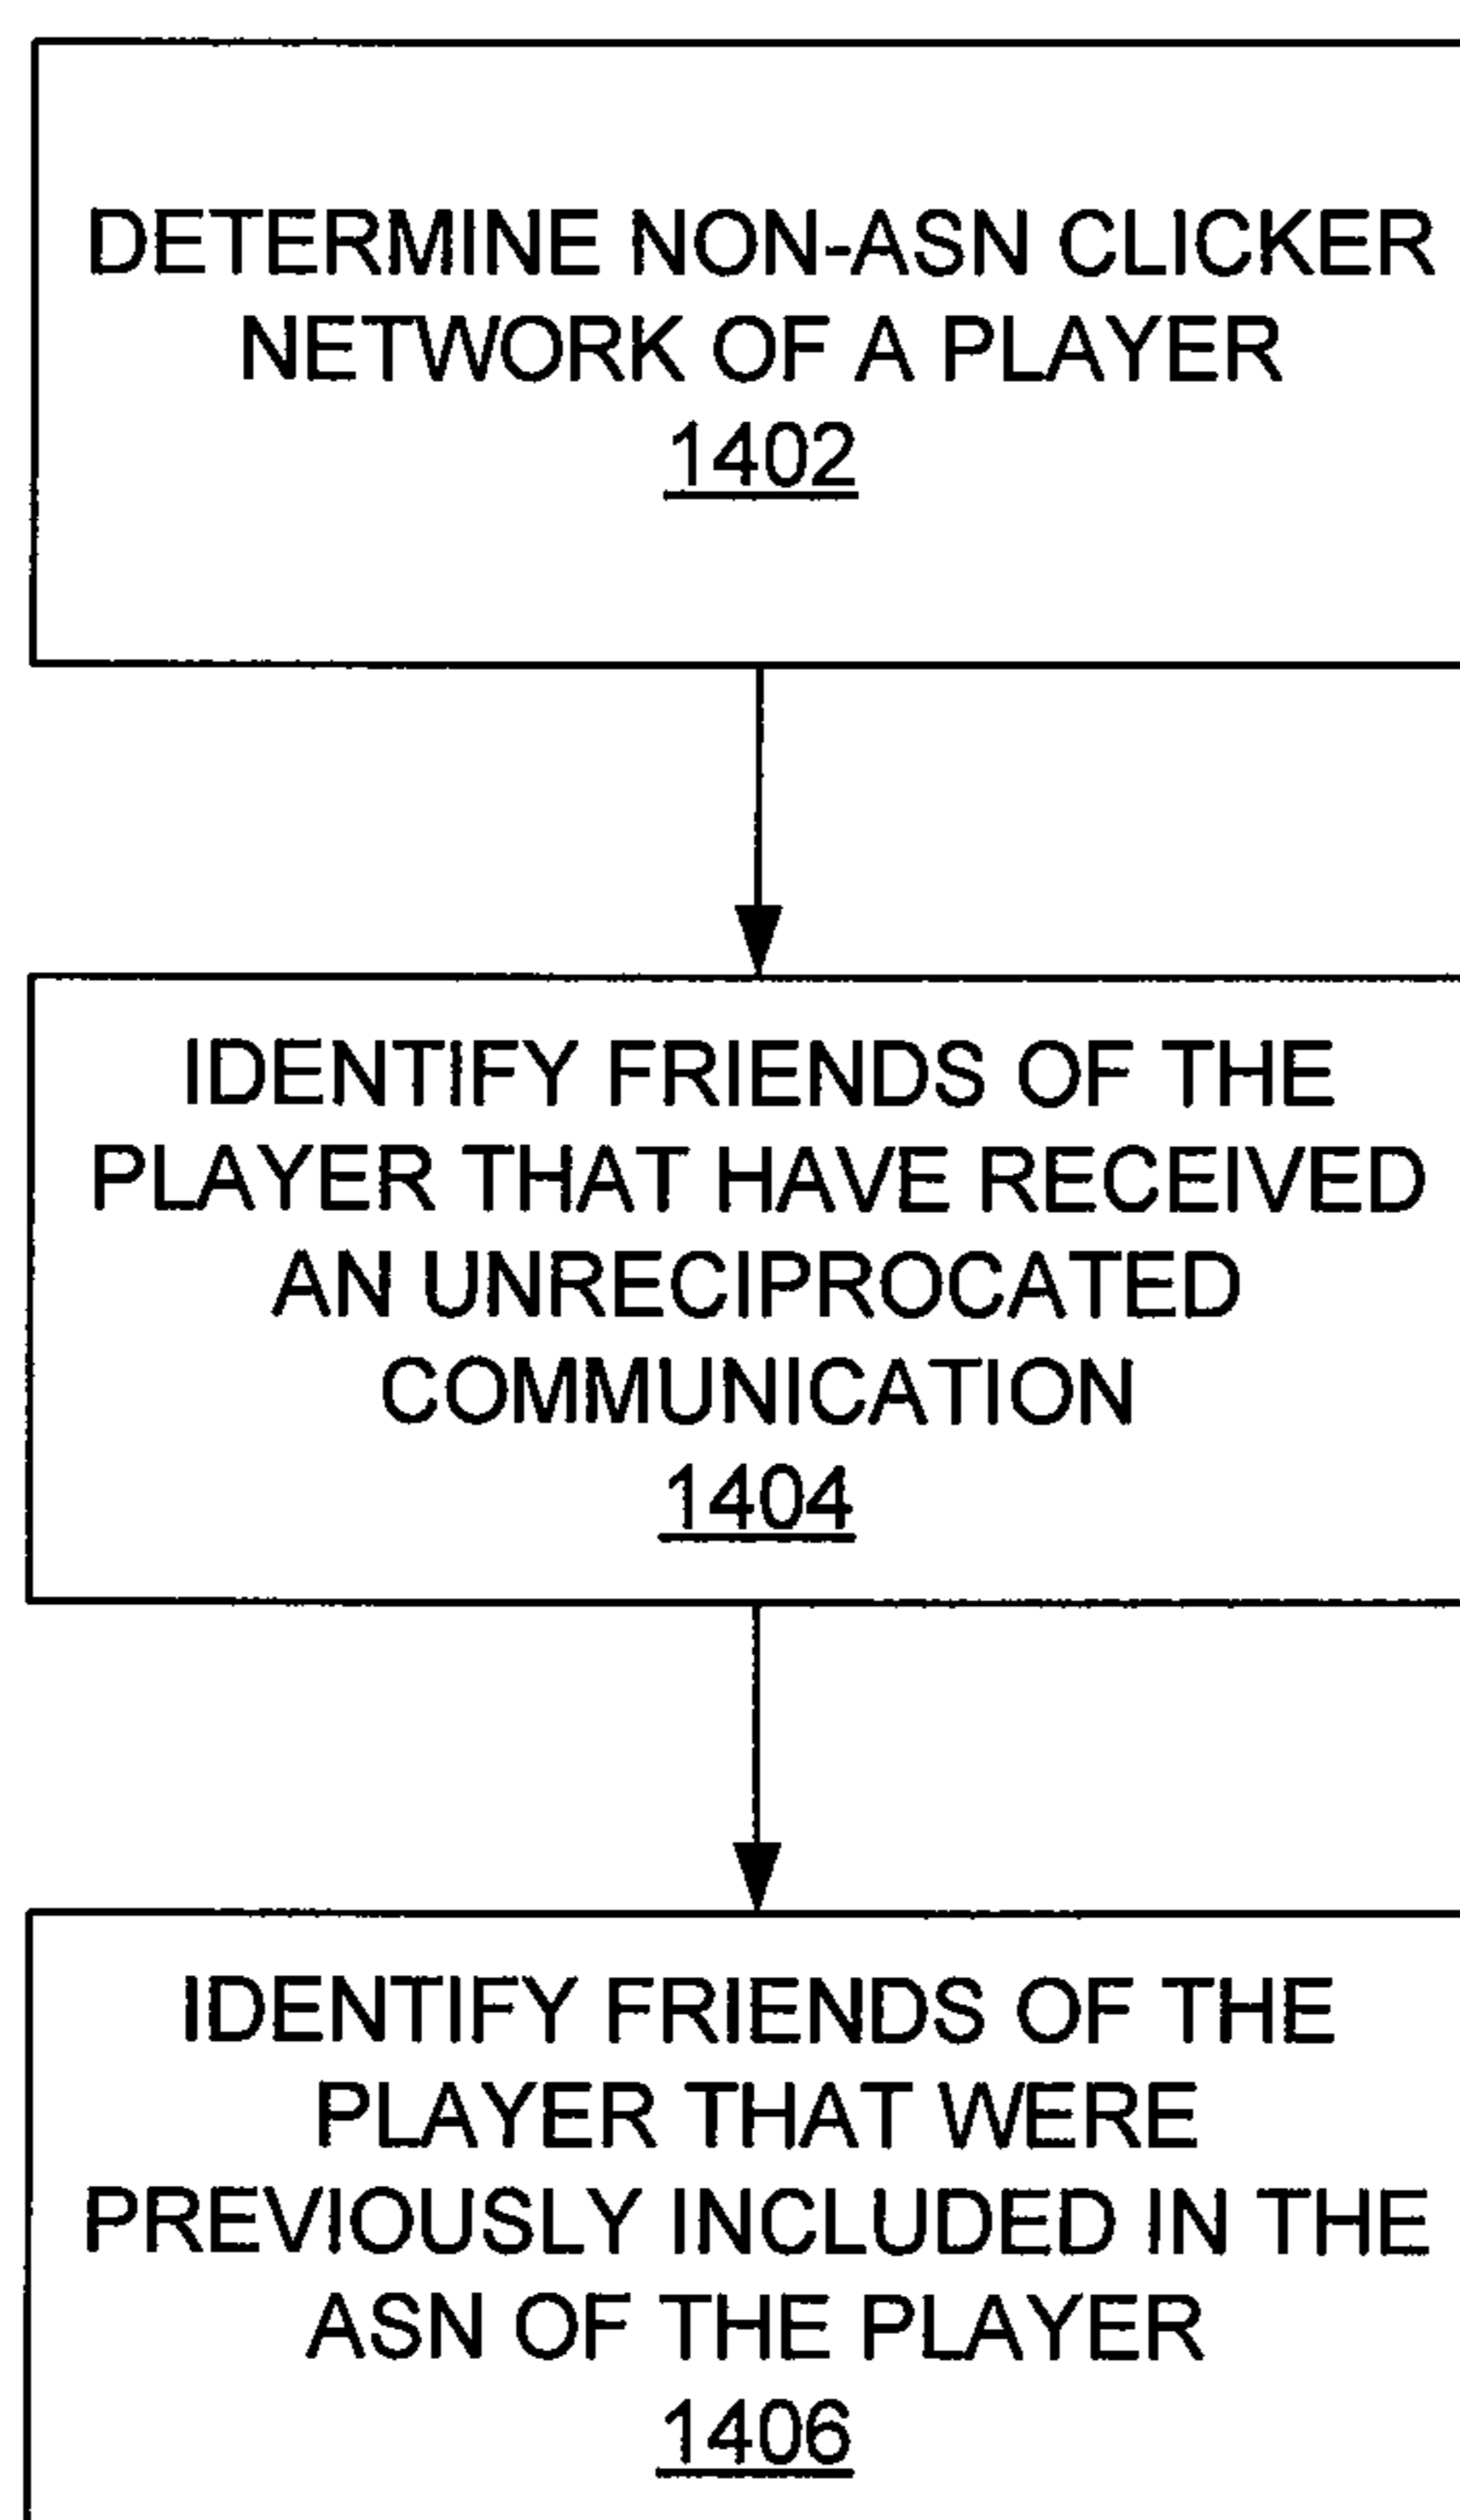 DETERMINE NON-ASN CLICKER
NETWORK OF A PLAYER
1402
IDENTIFY FRIENDS OF THE
PLAYER THAT HAVE RECEIVED
AN UNRECIPROCATED
COMMUNICATION
1404
IDENTIFY FRIENDS OF THE
PLAYER THAT WERE
PREVIOUSLY INCLUDED IN THE
ASN OF THE PLAYER
1406